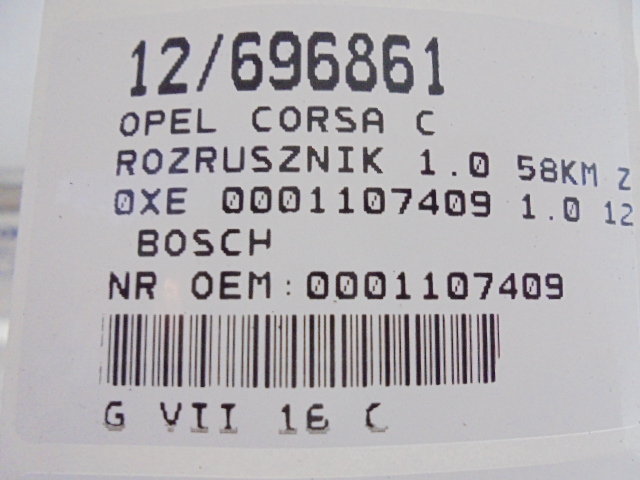 12/696861
OPEL CORSA C
ROZRUSZNIK 1.0 58KM Z
0XE 0001107409 1.0 12
BOSCH
NR OEM:0001107409
G VII 16 C